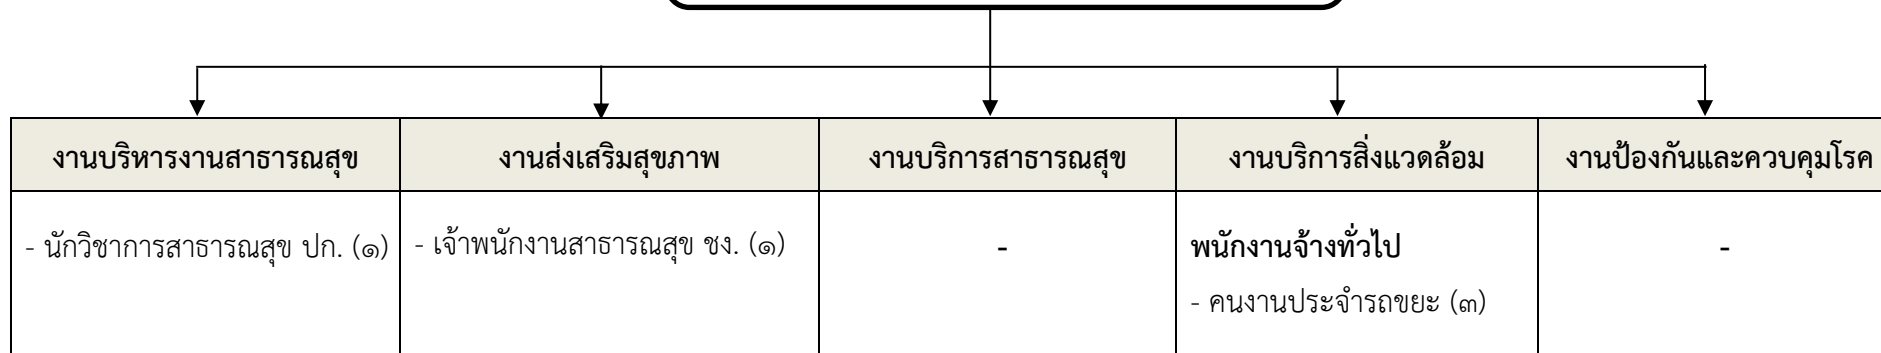 งานบริหารงานสาธารณสุข
งานส่งเสริมสุขภาพ
งานบริการสาธารณสุข
งานบริการสิ่งแวดล้อม
งานป้องกันและควบคุมโรค
- นักวิชาการสาธารณสุข ปก. (๑)
- เจ้าพนักงานสาธารณสุข ชง. (๑)
-
พนักงานจ้างทั่วไป
- คนงานประจำรถขยะ (๓)
-